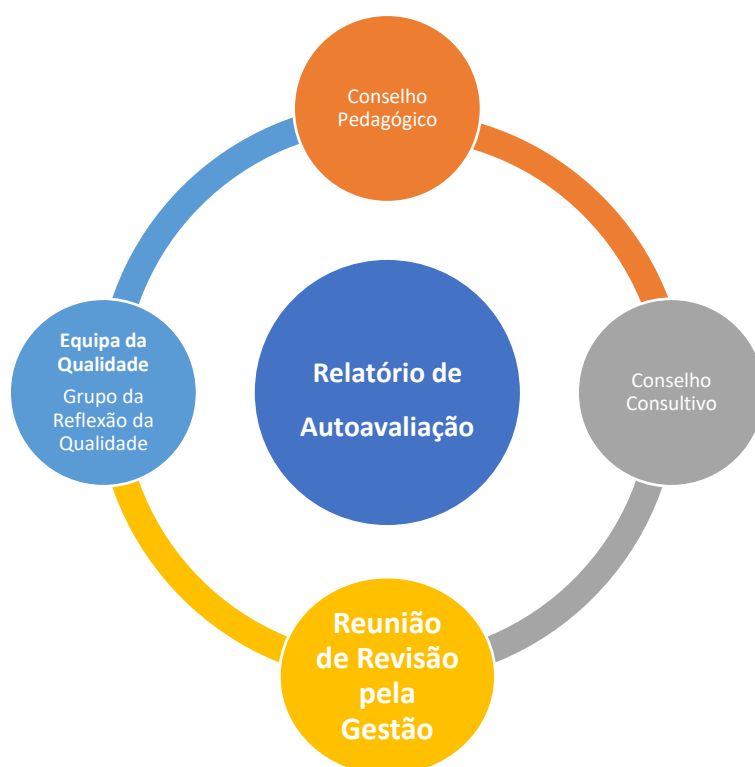 Conselho
Pedagógico
Equipa da
Qualidade
Grupo da
Reflexão da
Qualidade
Relatório de
Autoavaliação
Conselho
Consultivo
Reunião
de Revisão
pela
Gestão